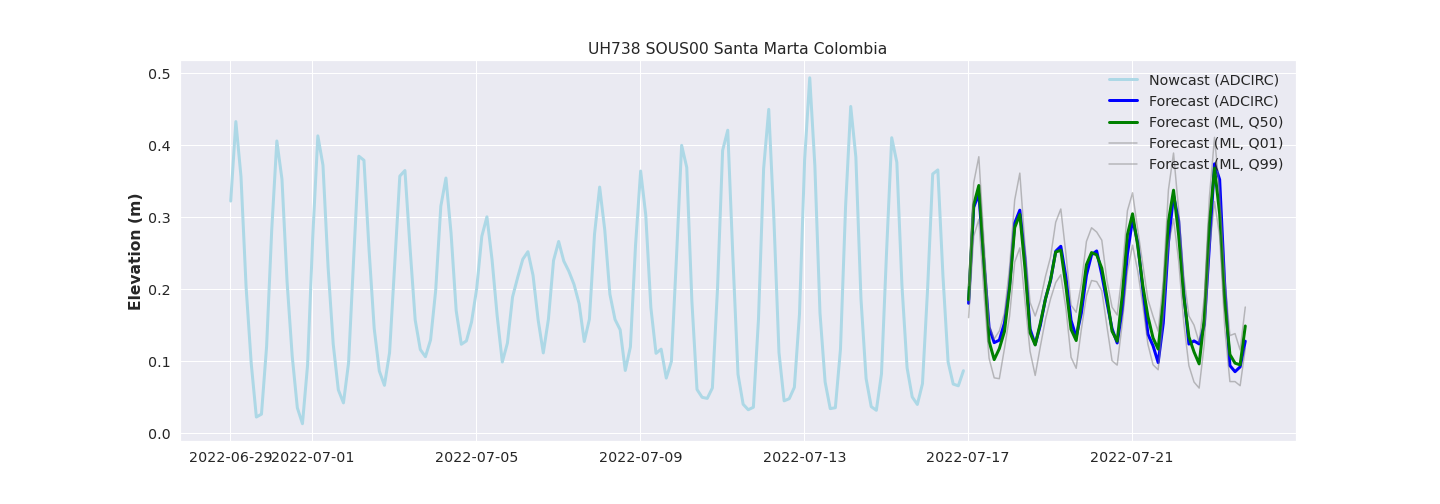 UH738 SOUS00 Santa Marta Colombia
0.5
0.4
0.3
0.2
0.1
0.0
Elevation (m)
Nowcast (ADCIRC)
Forecast (ADCIRC)
Forecast (ML, Q50)
Forecast (ML, Q01)
Forecast (ML, Q99)
2022-06-29 2022-07-01 2022-07-05 2022-07-09 2022-07-13 2022-07-17 2022-07-21